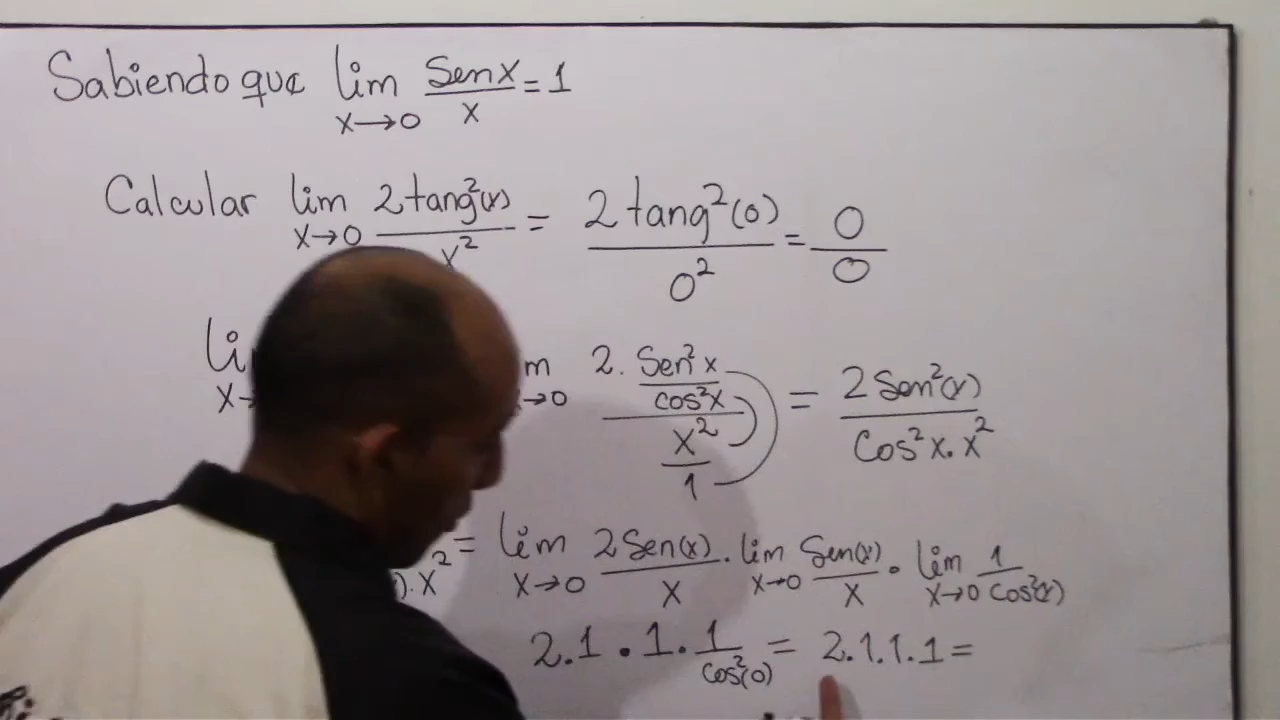 Sabiendo que lim x→0 Senx/x = 1
Calcular lim x→0 2tang²(x)/x² = 2tang²(0)/0² = 0/0
2. Sen²x/cos²x / x²/1 = 2Sen²(x)/Cos²x.x²
).x² = lim x→0 2Sen(x)/x . lim x→0 Sen(x)/x . lim x→0 1/Cos²(x)
2.1 . 1. 1/cos²(0) = 2.1.1.1 =